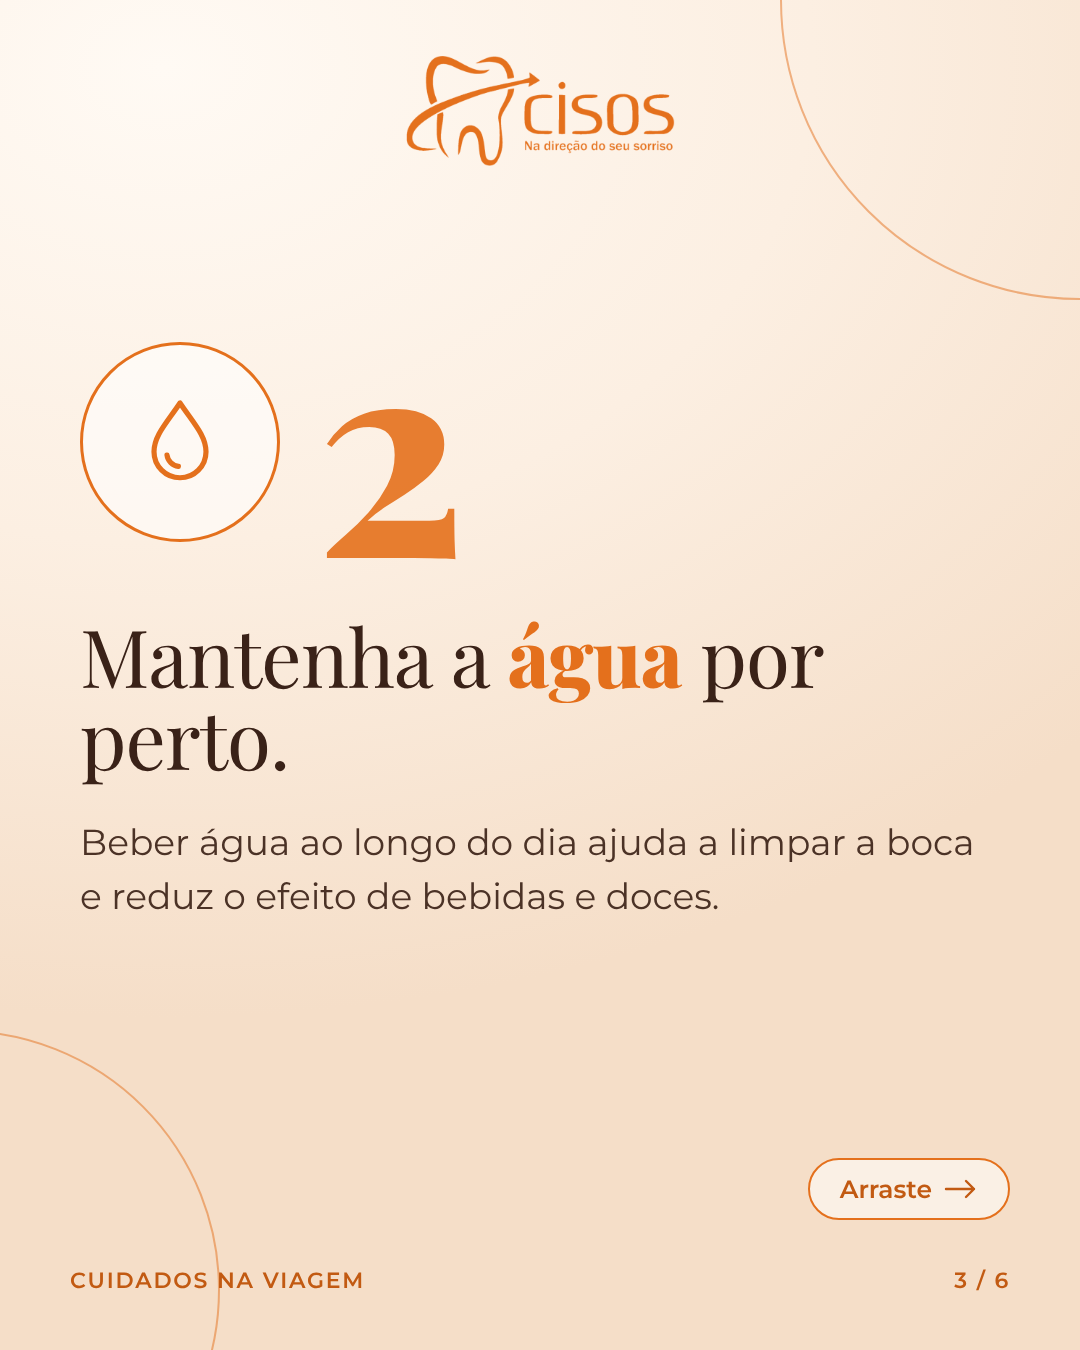 cisos
Na direção do seu sorriso
2
Mantenha a água por
perto.
Beber água ao longo do dia ajuda a limpar a boca
e reduz o efeito de bebidas e doces.
Arraste →
CUIDADOS NA VIAGEM
3 / 6